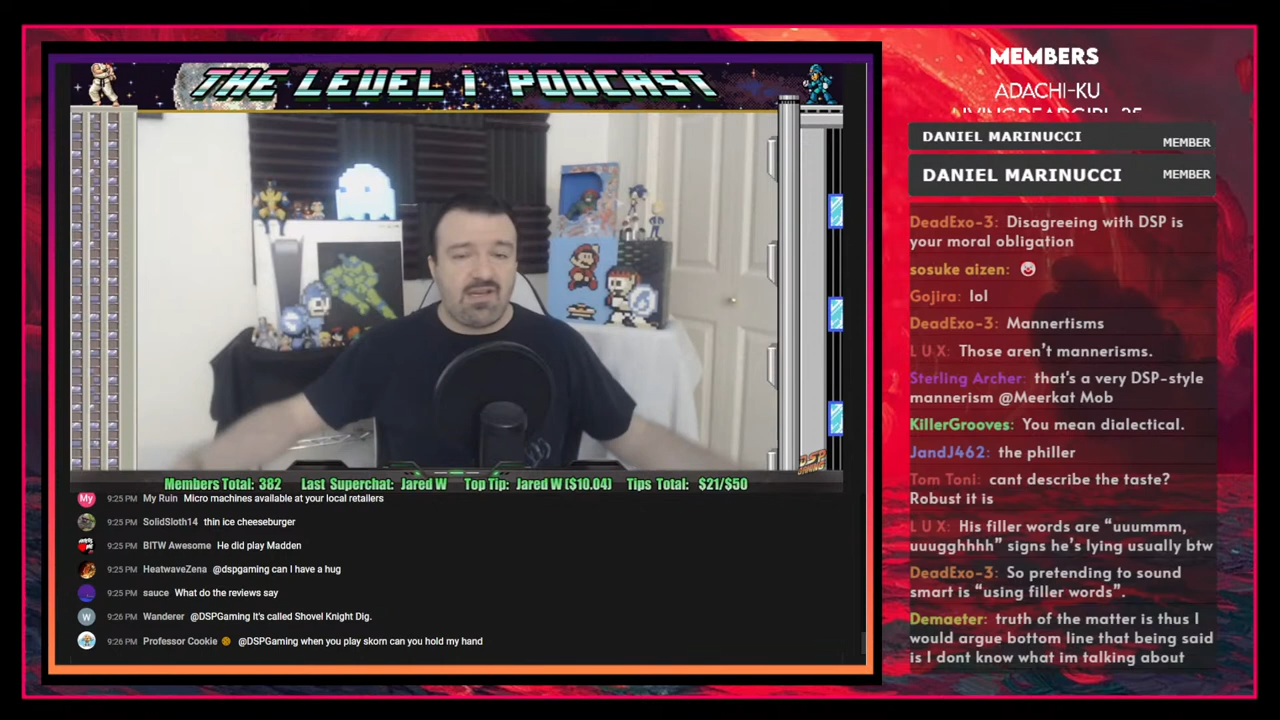 THE LEVEL 1 PODCAST
Members Total: 382 Last Superchat: Jared W Top Tip: Jared W ($10.04) Tips Total: $21/$50
My 9:25 PM My Ruin Micro machines available at your local retailers
9:25 PM SolidSloth14 thin ice cheeseburger
9:25 PM BITW Awesome He did play Madden
9:25 PM HeatwaveZena @dspgaming can I have a hug
9:25 PM sauce What do the reviews say
W 9:26 PM Wanderer @DSPGaming It's called Shovel Knight Dig.
9:26 PM Professor Cookie @DSPGaming when you play skorn can you hold my hand
DSP GAMING
MEMBERS
ADACHI-KU
DANIEL MARINUCCI MEMBER
DANIEL MARINUCCI MEMBER
DeadExo-3: Disagreeing with DSP is
your moral obligation
sosuke aizen:
Gojira: lol
DeadExo-3: Mannertisms
L U X: Those aren't mannerisms.
Sterling Archer: that's a very DSP-style
mannerism @Meerkat Mob
KillerGrooves: You mean dialectical.
JandJ462: the philler
Tom Toni: cant describe the taste?
Robust it is
L U X: His filler words are “uuummm,
uuugghhhh” signs he's lying usually btw
DeadExo-3: So pretending to sound
smart is “using filler words”.
Demaeter: truth of the matter is thus I
would argue bottom line that being said
is I dont know what im talking about